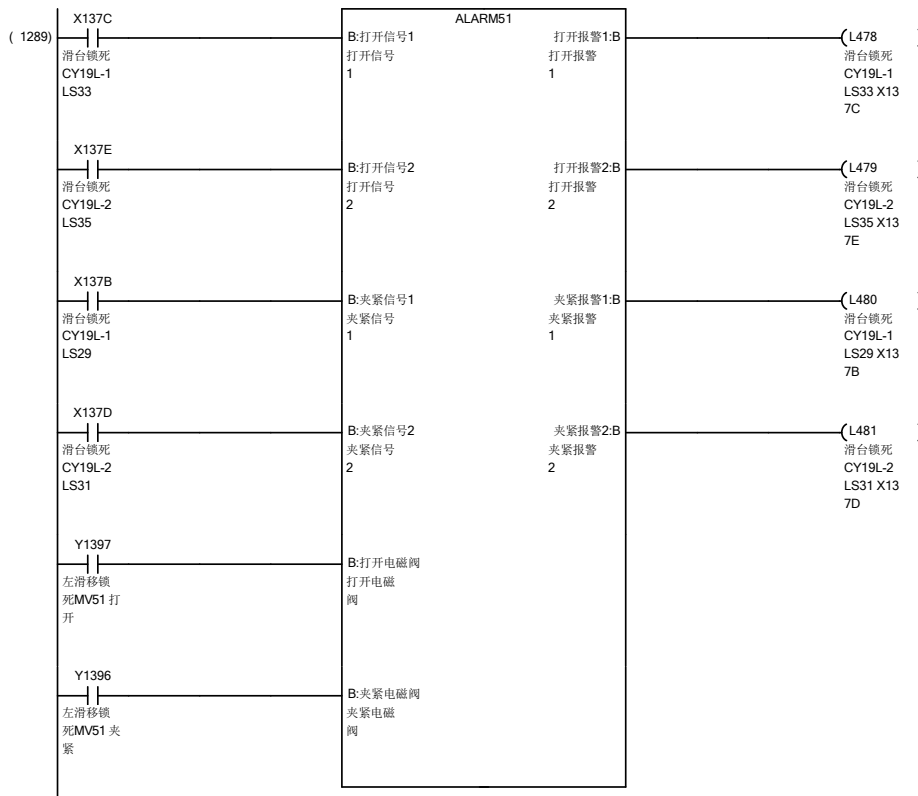 X137C
ALARM51
( 1289)
B:打开信号1
打开报警1:B
L478
滑台锁死
打开信号
打开报警
滑台锁死
CY19L-1
1
1
CY19L-1
LS33
LS33 X13
7C
X137E
B:打开信号2
打开报警2:B
L479
滑台锁死
打开信号
打开报警
滑台锁死
CY19L-2
2
2
CY19L-2
LS35
LS35 X13
7E
X137B
B:夹紧信号1
夹紧报警1:B
L480
滑台锁死
夹紧信号
夹紧报警
滑台锁死
CY19L-1
1
1
CY19L-1
LS29
LS29 X13
7B
X137D
B:夹紧信号2
夹紧报警2:B
L481
滑台锁死
夹紧信号
夹紧报警
滑台锁死
CY19L-2
2
2
CY19L-2
LS31
LS31 X13
7D
Y1397
B:打开电磁阀
左滑移锁
打开电磁
死MV51 打
阀
开
Y1396
B:夹紧电磁阀
左滑移锁
夹紧电磁
死MV51 夹
阀
紧